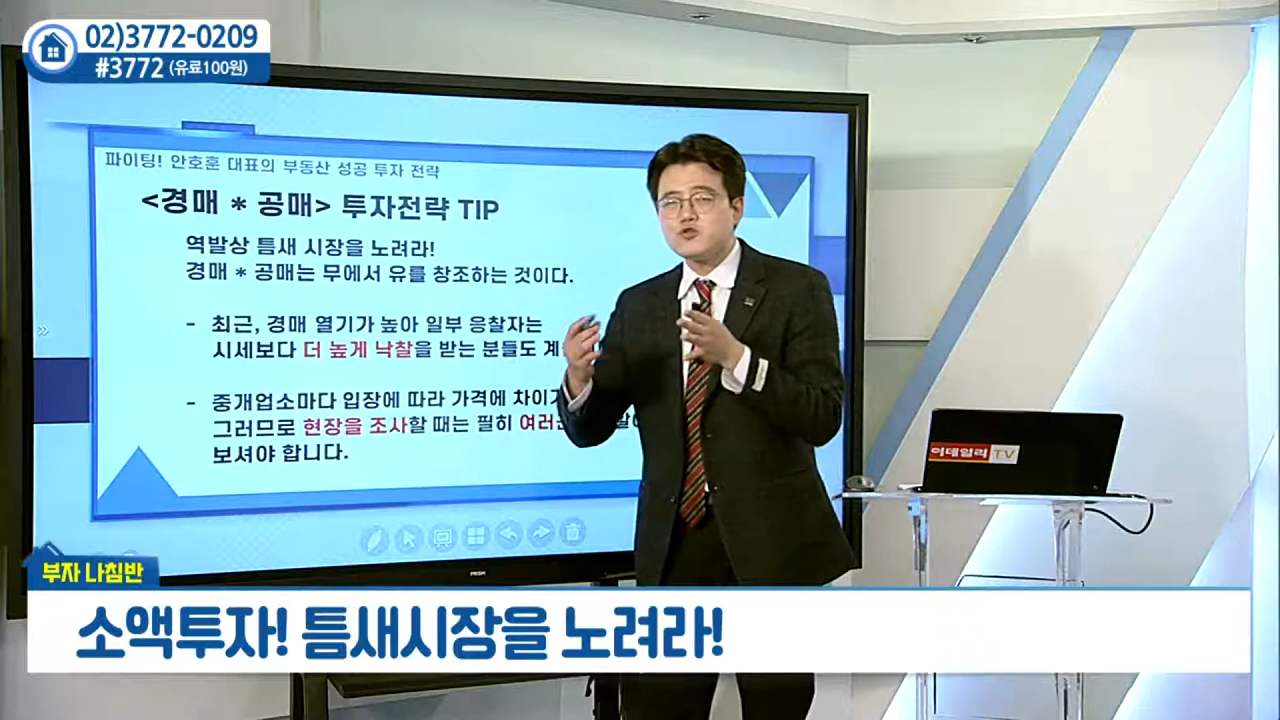 02)3772-0209
#3772 (유료100원)
파이팅! 안호훈 대표의 부동산 성공 투자 전략
<경매 * 공매> 투자전략 TIP
역발상 틈새 시장을 노려라!
경매 * 공매는 무에서 유를 창조하는 것이다.
- 최근, 경매 열기가 높아 일부 응찰자는
시세보다 더 높게 낙찰을 받는 분들도
- 중개업소마다 입장에 따라 가격에
그러므로 현장을 조사할 때는 필히
보셔야 합니다.
이데일리 TV
PRISM
부자 나침반
소액투자! 틈새시장을 노려라!